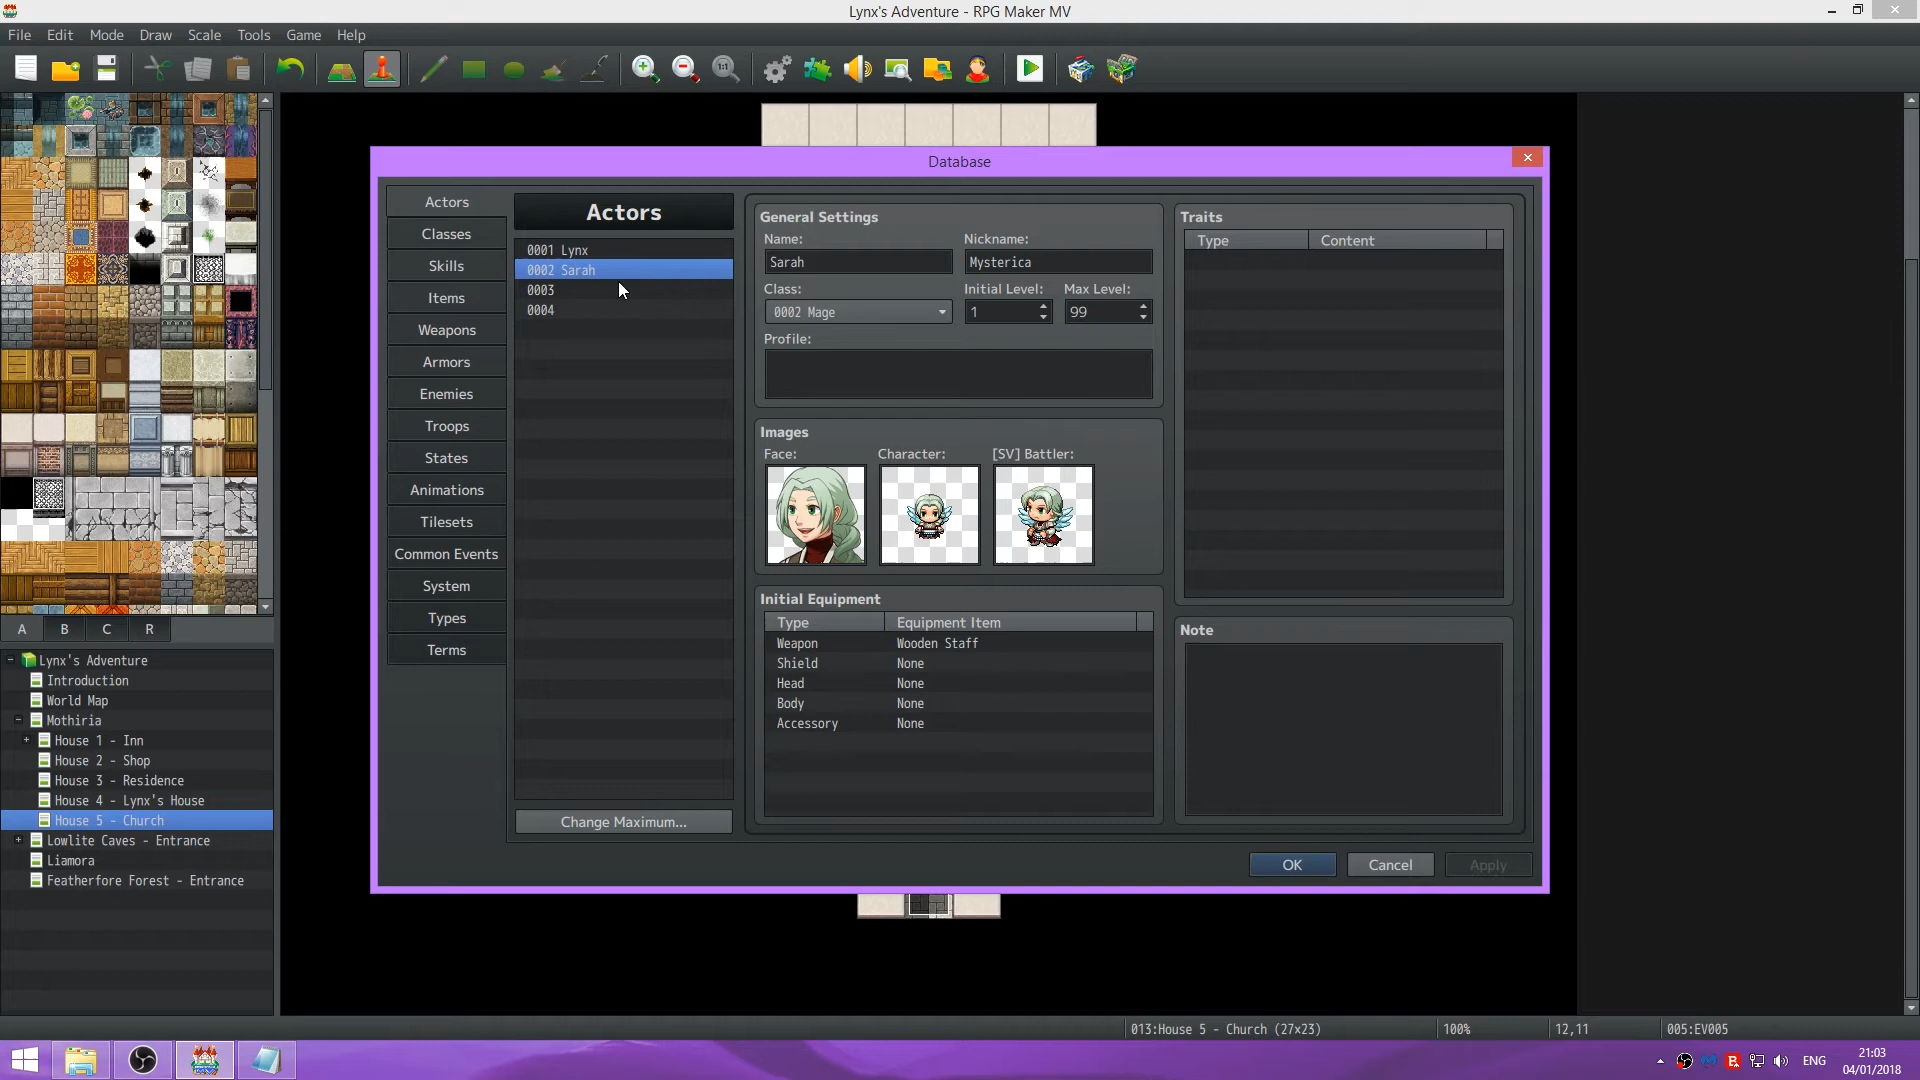 Lynx's Adventure - RPG Maker MV
File Edit Mode Draw Scale Tools Game Help
1:1
Database
Actors
Classes
Skills
Items
Weapons
Armors
Enemies
Troops
States
Animations
Tilesets
Common Events
System
Types
Terms
Actors
0001 Lynx
0002 Sarah
0003
0004
Change Maximum...
General Settings
Name: Nickname:
Sarah Mysterica
Class: Initial Level: Max Level:
0002 Mage 1 99
Profile:
Images
Face: Character: [SV] Battler:
Initial Equipment
Type Equipment Item
Weapon Wooden Staff
Shield None
Head None
Body None
Accessory None
Traits
Type Content
Note
OK Cancel Apply
A B C R
Lynx's Adventure
Introduction
World Map
Mothiria
House 1 - Inn
House 2 - Shop
House 3 - Residence
House 4 - Lynx's House
House 5 - Church
Lowlite Caves - Entrance
Liamora
Featherfore Forest - Entrance
013:House 5 - Church (27x23) 100% 12,11 005:EV005
ENG
21:03
04/01/2018